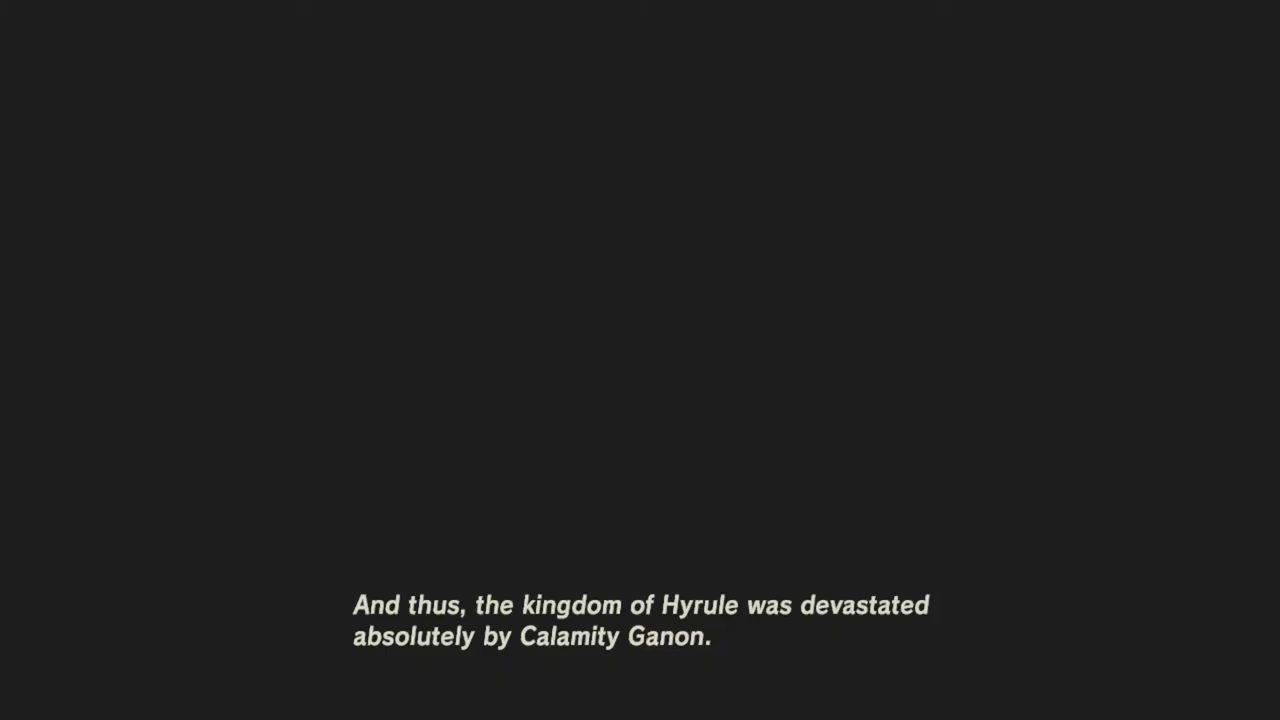 And thus, the kingdom of Hyrule was devastated
absolutely by Calamity Ganon.